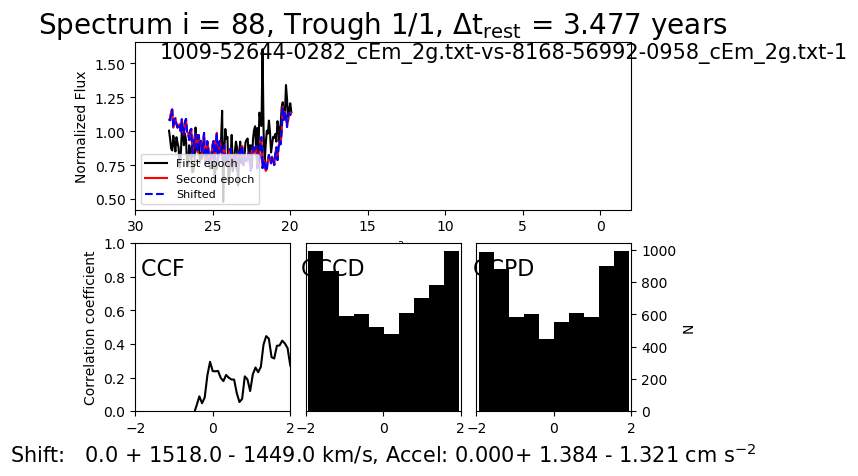 Spectrum i = 88, Trough 1/1, Δt_rest = 3.477 years
1009-52644-0282_cEm_2g.txt-vs-8168-56992-0958_cEm_2g.txt-1
Normalized Flux
1.50
1.25
1.00
0.75
0.50
First epoch
Second epoch
Shifted
30 25 20 15 10 5 0
Correlation coefficient
1.0
0.8
0.6
0.4
0.2
0.0
CCF
CCCD
CCPD
1000
800
600
400
200
0
N
−2 0 2
−2 0 2
−2 0 2
Shift: 0.0 + 1518.0 - 1449.0 km/s, Accel: 0.000+ 1.384 - 1.321 cm s⁻²